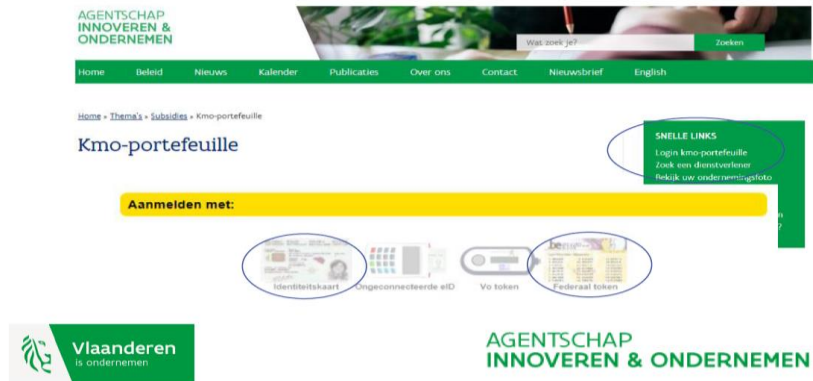 AGENTSCHAP
INNOVEREN &
ONDERNEMEN
Wat zoek je?
Zoeken
Home Beleid Nieuws Kalender Publicaties Over ons Contact Nieuwsbrief English
Home » Thema's » Subsidies » Kmo-portefeuille
Kmo-portefeuille
SNELLE LINKS
Login kmo-portefeuille
Zoek een dienstverlener
Bekijk uw ondernemingsfoto
Aanmelden met:
Identiteitskaart
Ongeconnecteerde eID
Vo token
Federaal token
Vlaanderen
is ondernemen
AGENTSCHAP
INNOVEREN & ONDERNEMEN